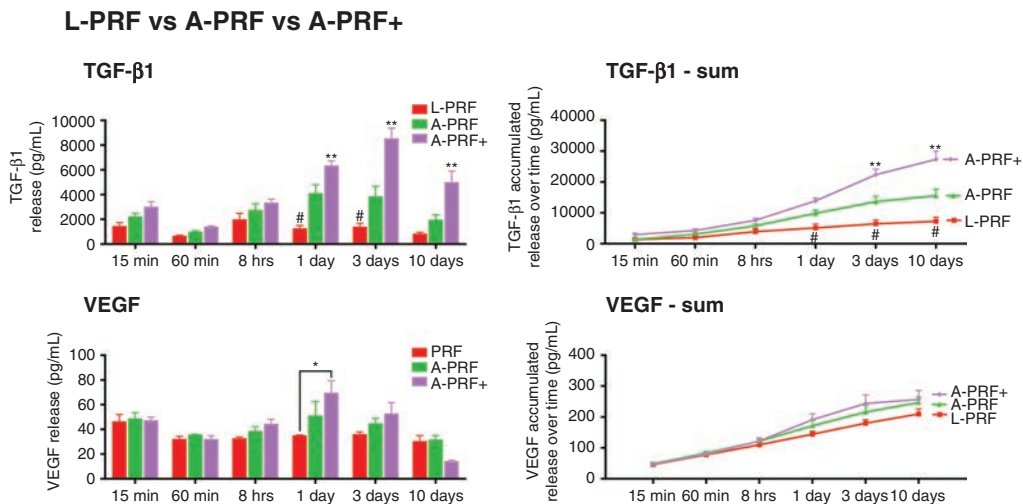 L-PRF vs A-PRF vs A-PRF+
TGF-β1
TGF-β1
release (pg/mL)
10000
8000
6000
4000
2000
0
L-PRF
A-PRF
A-PRF+
#
**
#
**
**
15 min 60 min 8 hrs 1 day 3 days 10 days
TGF-β1 - sum
TGF-β1 accumulated
release over time (pg/mL)
40000
30000
20000
10000
0
**
**
A-PRF+
A-PRF
L-PRF
# # #
15 min 60 min 8 hrs 1 day 3 days 10 days
VEGF
VEGF release (pg/mL)
100
80
60
40
20
0
PRF
A-PRF
A-PRF+
*
15 min 60 min 8 hrs 1 day 3 days 10 days
VEGF - sum
VEGF accumulated
release over time (pg/mL)
400
300
200
100
0
A-PRF+
A-PRF
L-PRF
15 min 60 min 8 hrs 1 day 3 days 10 days